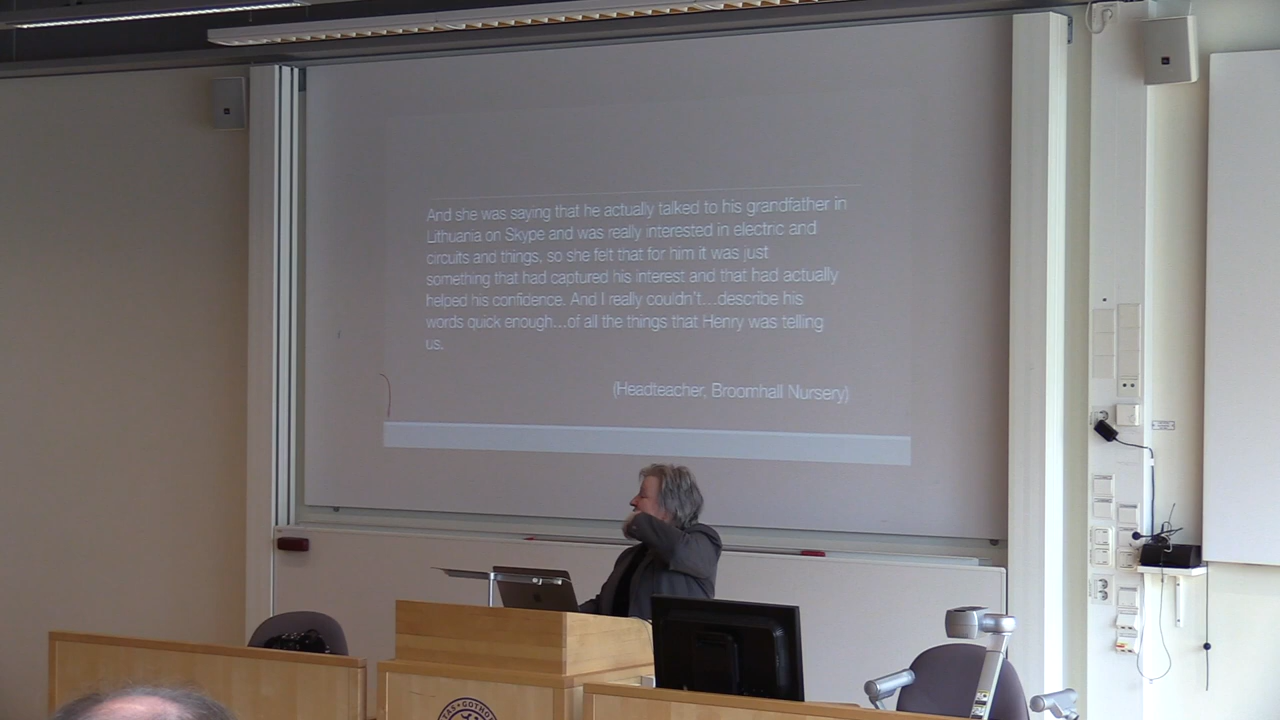 And she was saying that he actually talked to his grandfather in
Lithuania on Skype and was really interested in electric and
circuits and things, so she felt that for him it was just
something that had captured his interest and that had actually
helped his confidence. And I really couldn't...describe his
words quick enough...of all the things that Henry was telling
us.
(Headteacher, Broomhall Nursery)